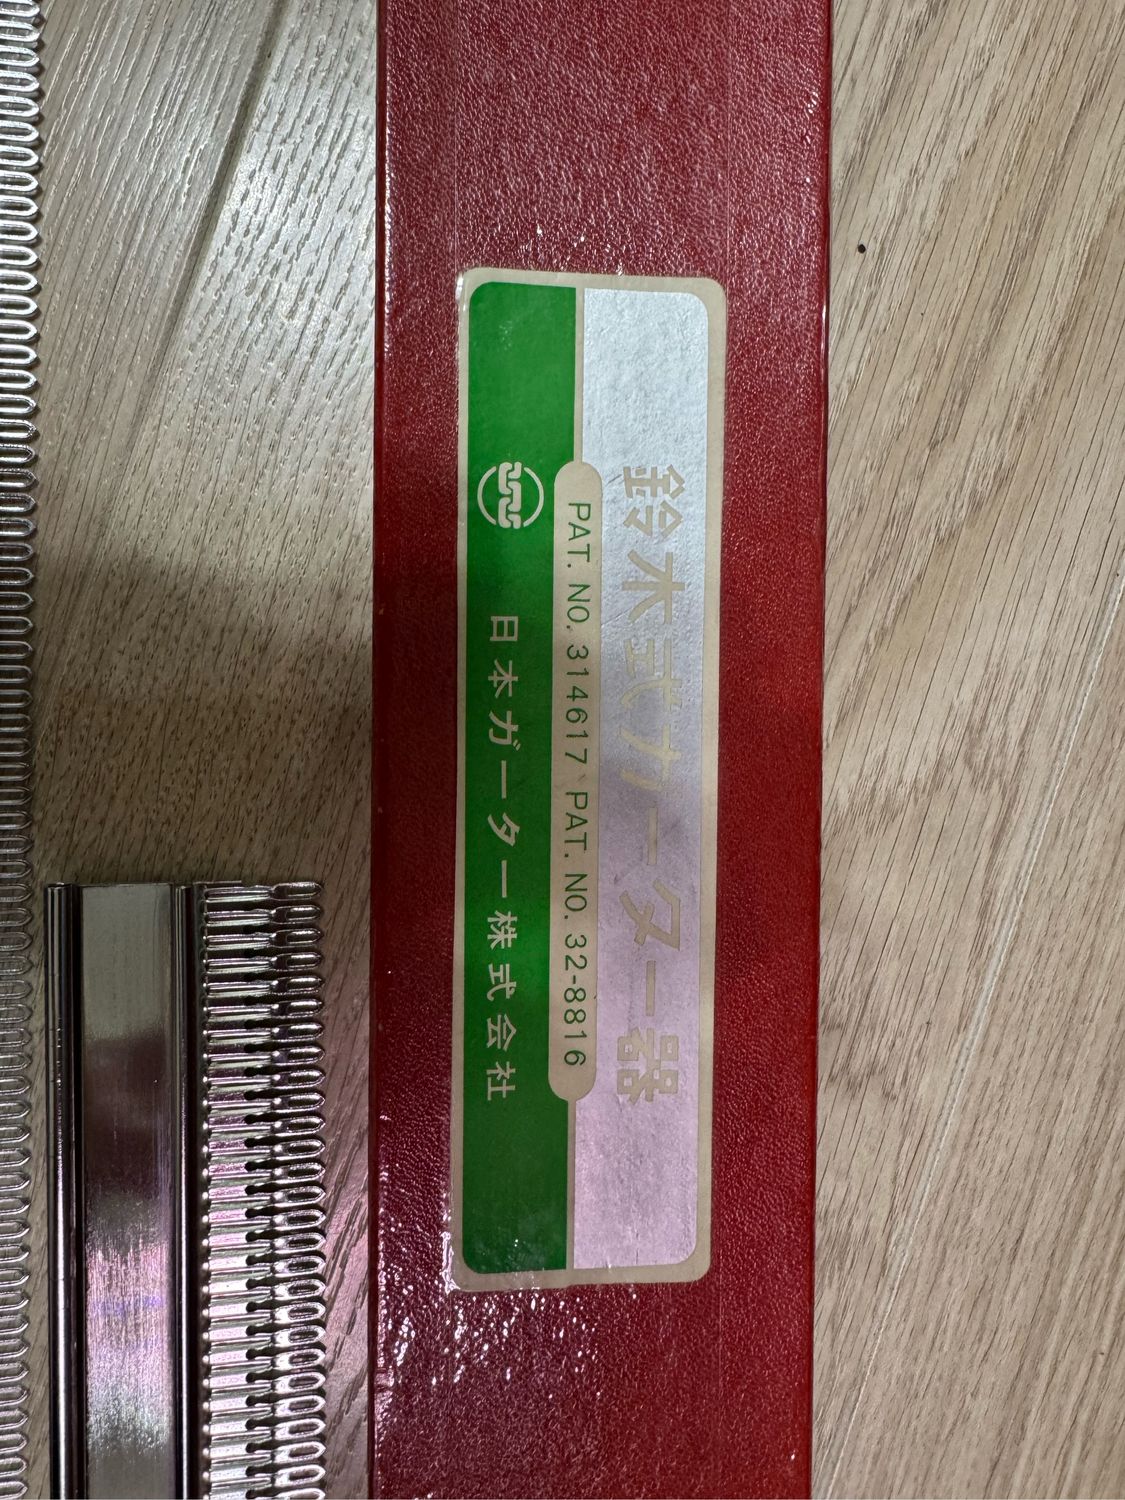 鈴木式ガーター器
PAT. NO. 314617 PAT. NO. 32-8816
日本ガーター株式会社